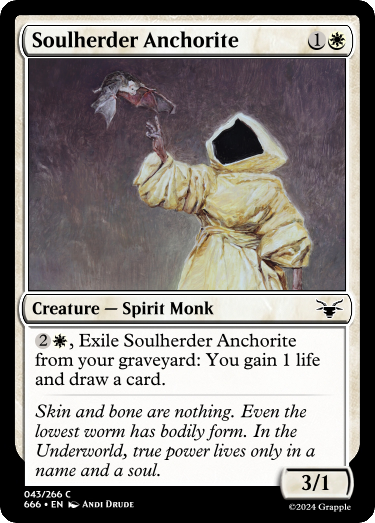 Soulherder Anchorite 1
Creature — Spirit Monk
2, Exile Soulherder Anchorite
from your graveyard: You gain 1 life
and draw a card.
Skin and bone are nothing. Even the
lowest worm has bodily form. In the
Underworld, true power lives only in a
name and a soul.
3/1
043/266 C
666 • EN Andi Drude
©2024 Grapple